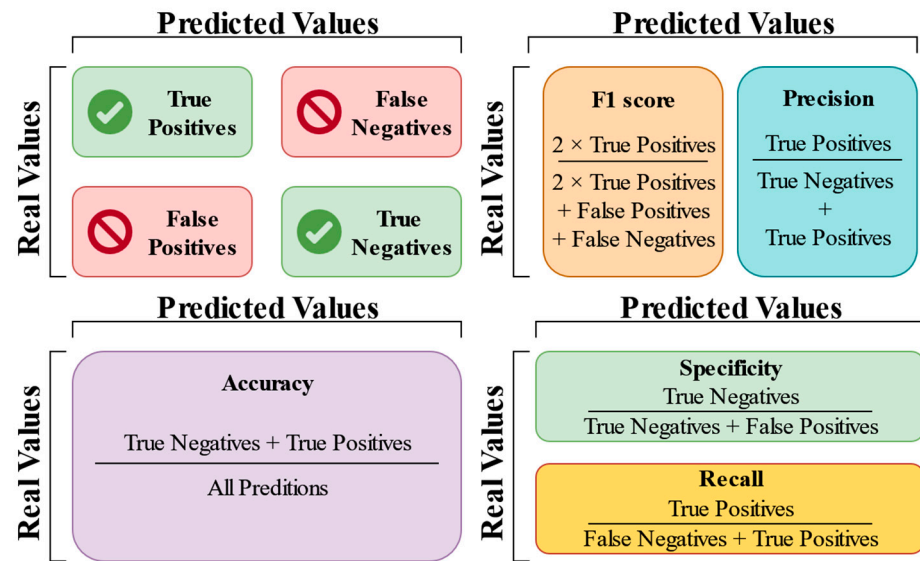 Predicted Values
Real Values
True
Positives
False
Negatives
False
Positives
True
Negatives
Predicted Values
Real Values
F1 score
2 × True Positives
2 × True Positives
+ False Positives
+ False Negatives
Precision
True Positives
True Negatives
+
True Positives
Predicted Values
Real Values
Accuracy
True Negatives + True Positives
All Preditions
Predicted Values
Real Values
Specificity
True Negatives
True Negatives + False Positives
Recall
True Positives
False Negatives + True Positives